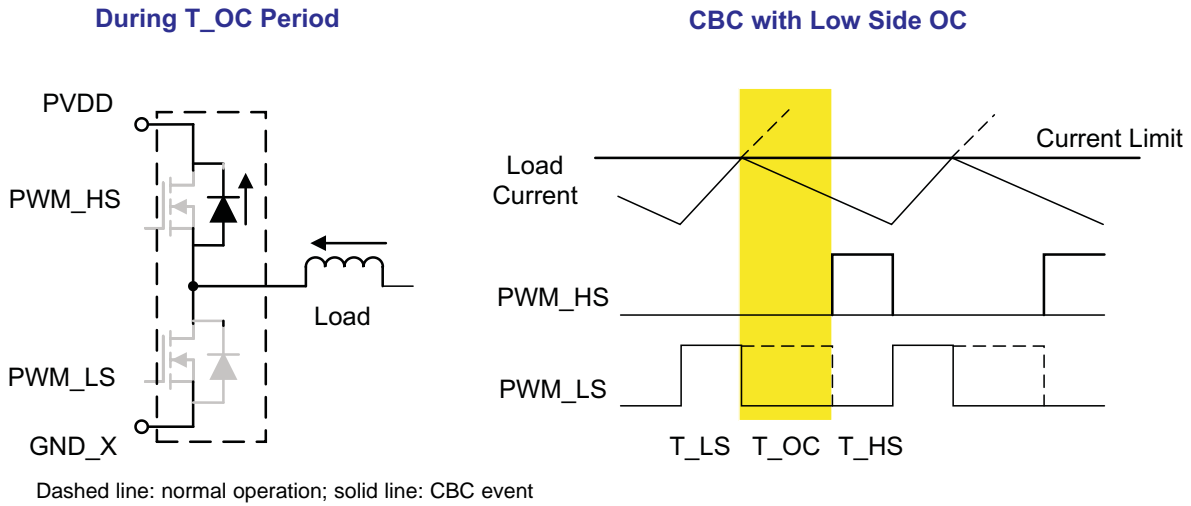 During T_OC Period
CBC with Low Side OC
PVDD
PWM_HS
Load
PWM_LS
GND_X
Load
Current
Current Limit
PWM_HS
PWM_LS
T_LS T_OC T_HS
Dashed line: normal operation; solid line: CBC event